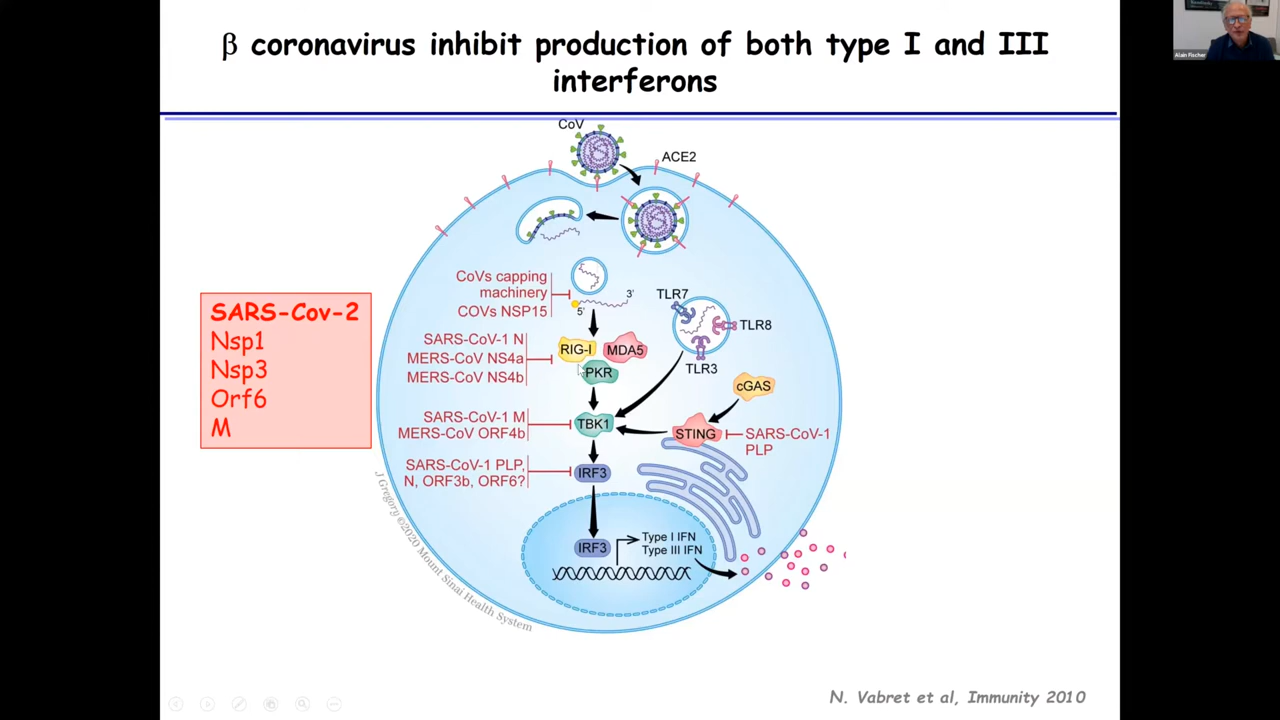 β coronavirus inhibit production of both type I and III
interferons
Alain Fischer
CoV
ACE2
CoVs capping
machinery
COVs NSP15
3'
5'
TLR7
TLR8
TLR3
SARS-Cov-2
Nsp1
Nsp3
Orf6
M
SARS-CoV-1 N
MERS-CoV NS4a
MERS-CoV NS4b
RIG-I
MDA5
PKR
cGAS
SARS-CoV-1 M
MERS-CoV ORF4b
TBK1
STING
SARS-CoV-1
PLP
SARS-CoV-1 PLP,
N, ORF3b, ORF6?
IRF3
IRF3
Type I IFN
Type III IFN
J Gregory ©2020 Mount Sinai Health System
N. Vabret et al, Immunity 2010